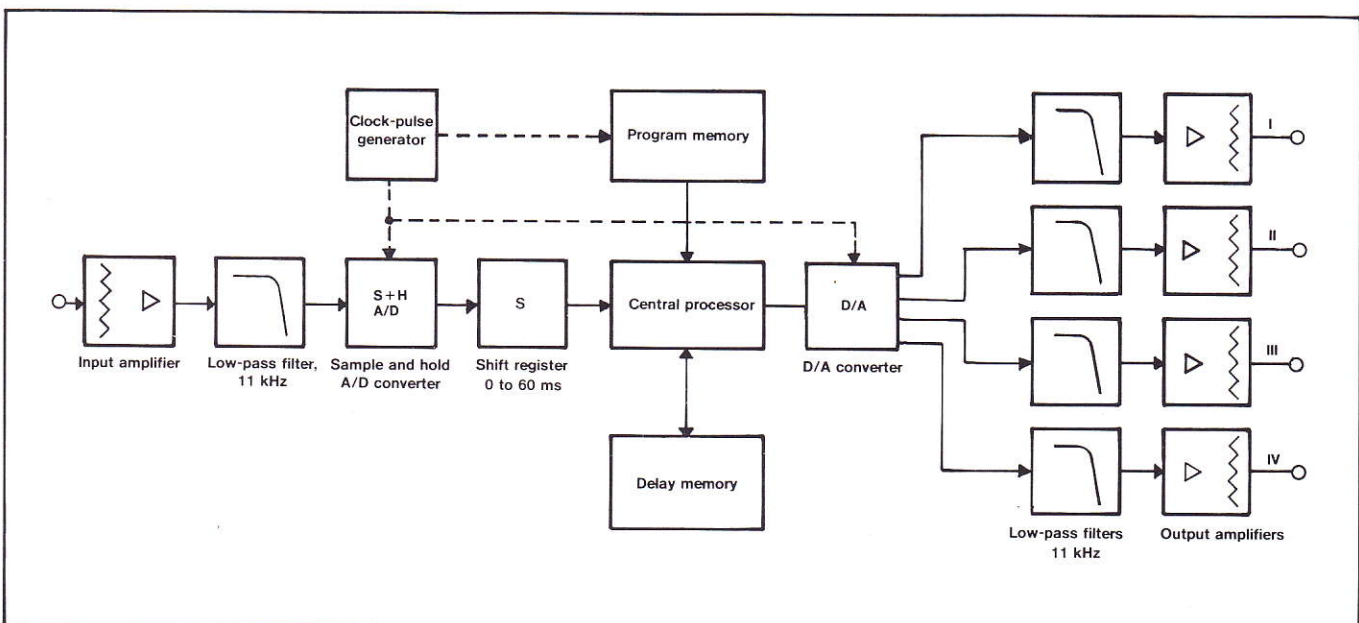 Clock-pulse
generator
Program memory
I
II
S+H
A/D
S
Central processor
D/A
Input amplifier
Low-pass filter,
11 kHz
Sample and hold
A/D converter
Shift register
0 to 60 ms
D/A converter
III
Delay memory
IV
Low-pass filters
11 kHz
Output amplifiers